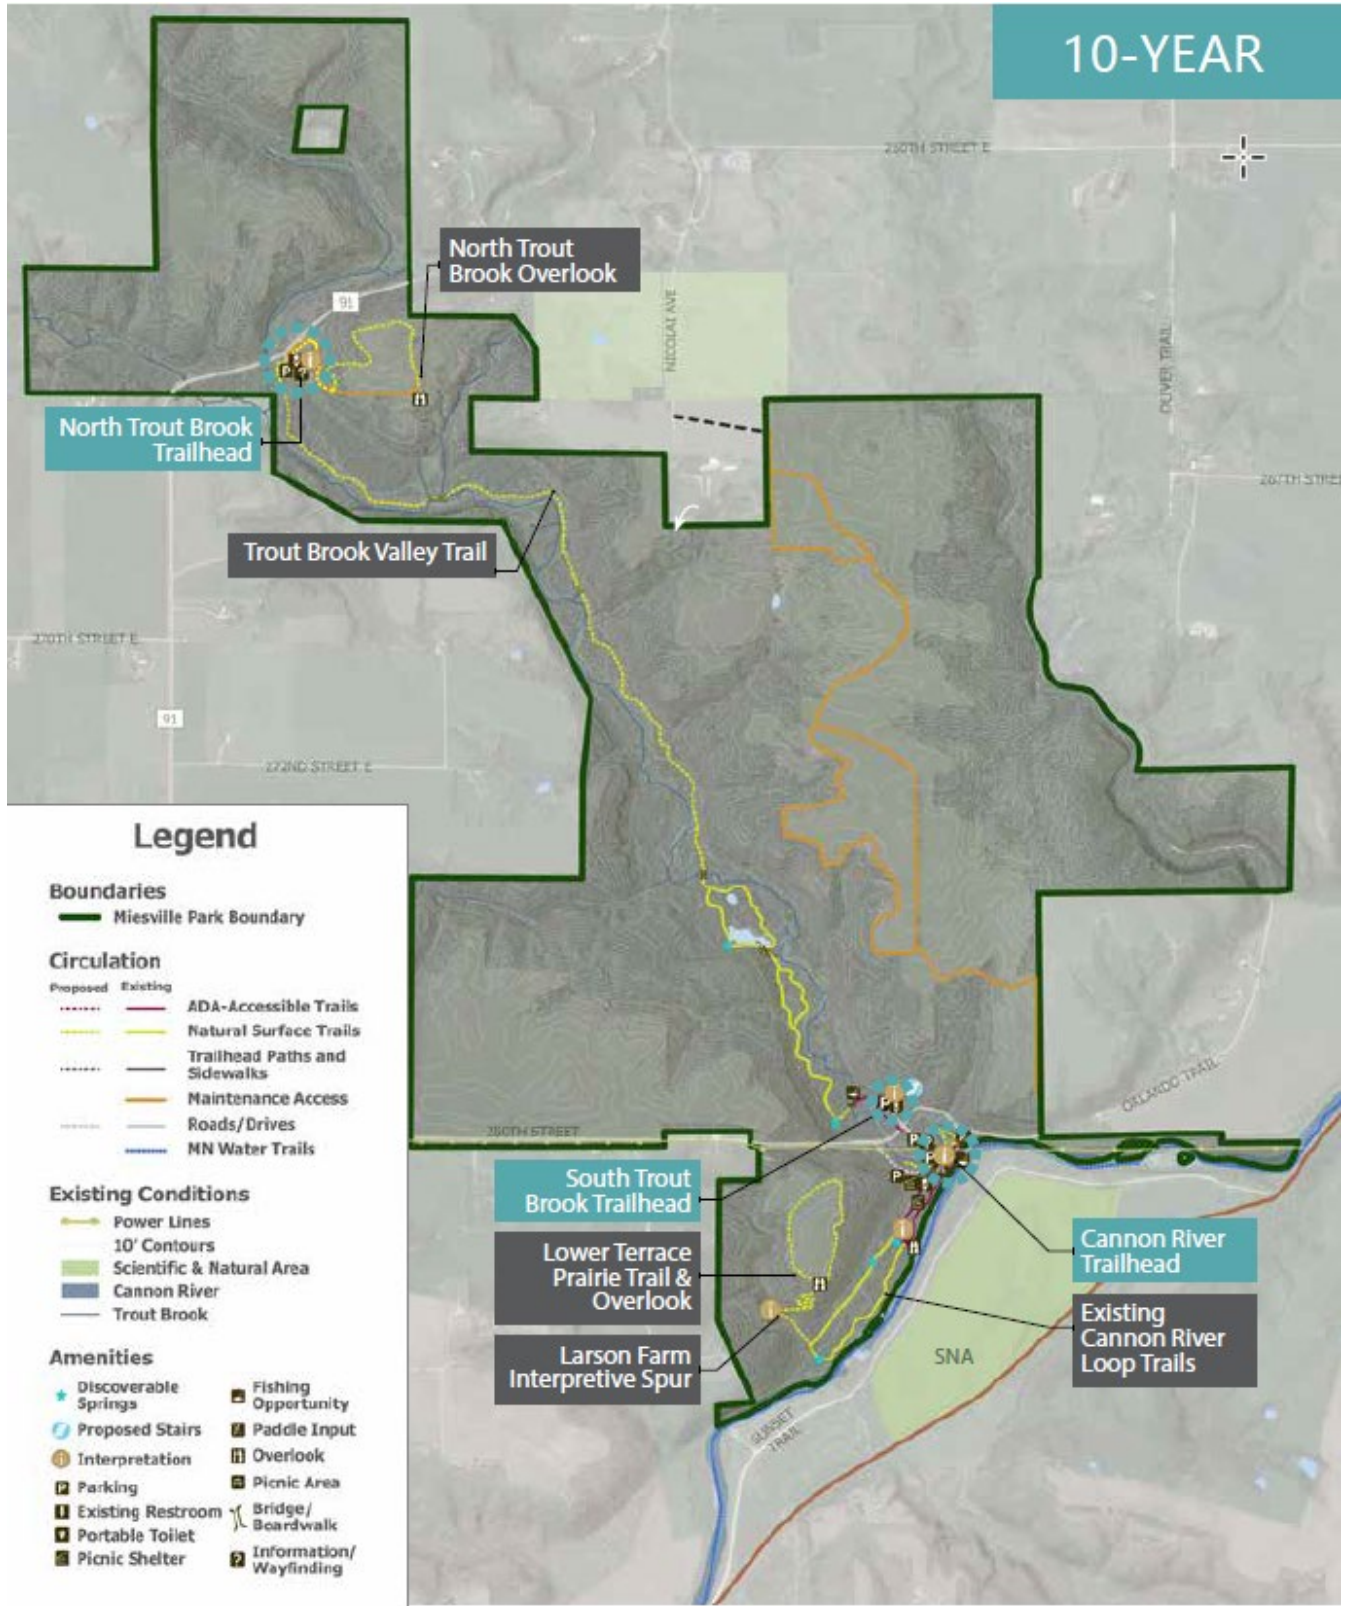 10-YEAR
260TH STREET E
North Trout
Brook Overlook
91
NICOLAI AVE
OLIVER TRAIL
North Trout Brook
Trailhead
267TH STRE
Trout Brook Valley Trail
270TH STREET E
91
272ND STREET E
Legend
Boundaries
Miesville Park Boundary
Circulation
Proposed Existing
ADA-Accessible Trails
Natural Surface Trails
Trailhead Paths and
Sidewalks
Maintenance Access
Roads/Drives
MN Water Trails
Existing Conditions
Power Lines
10' Contours
Scientific & Natural Area
Cannon River
Trout Brook
Amenities
Discoverable
Springs
Proposed Stairs
Interpretation
Parking
Existing Restroom
Portable Toilet
Picnic Shelter
Fishing
Opportunity
Paddle Input
Overlook
Picnic Area
Bridge/
Boardwalk
Information/
Wayfinding
ORLANDO TRAIL
280TH STREET
South Trout
Brook Trailhead
Lower Terrace
Prairie Trail &
Overlook
Larson Farm
Interpretive Spur
Cannon River
Trailhead
Existing
Cannon River
Loop Trails
SNA
SUNSET
TRAIL